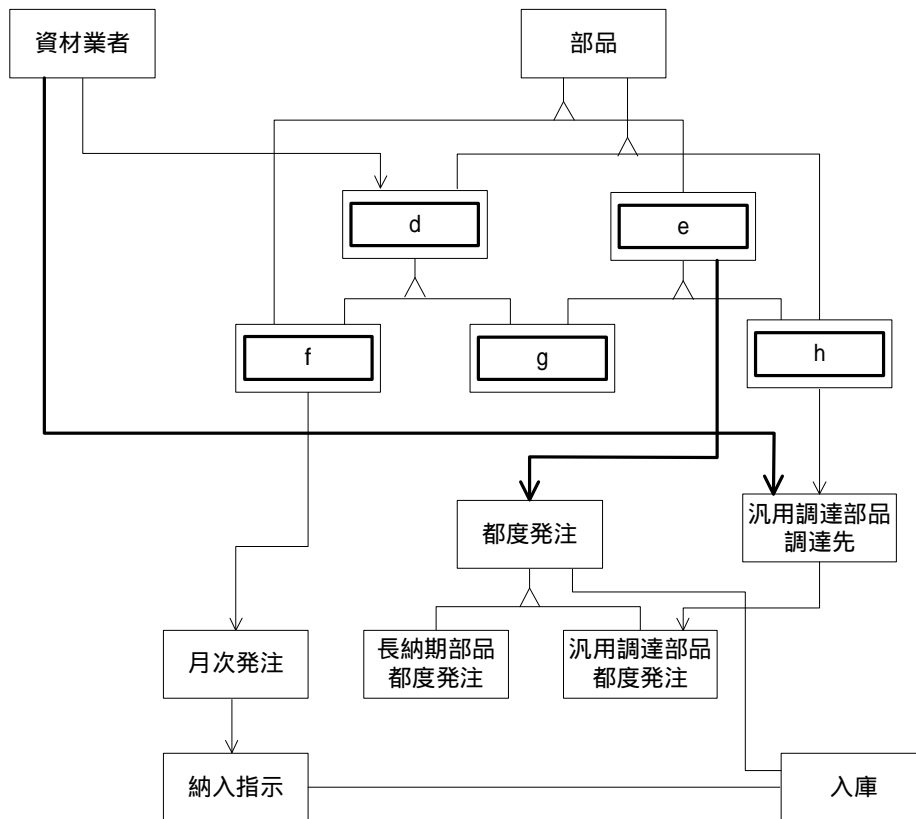 資材業者
部品
d
e
f
g
h
都度発注
汎用調達部品
調達先
月次発注
長納期部品
都度発注
汎用調達部品
都度発注
納入指示
入庫